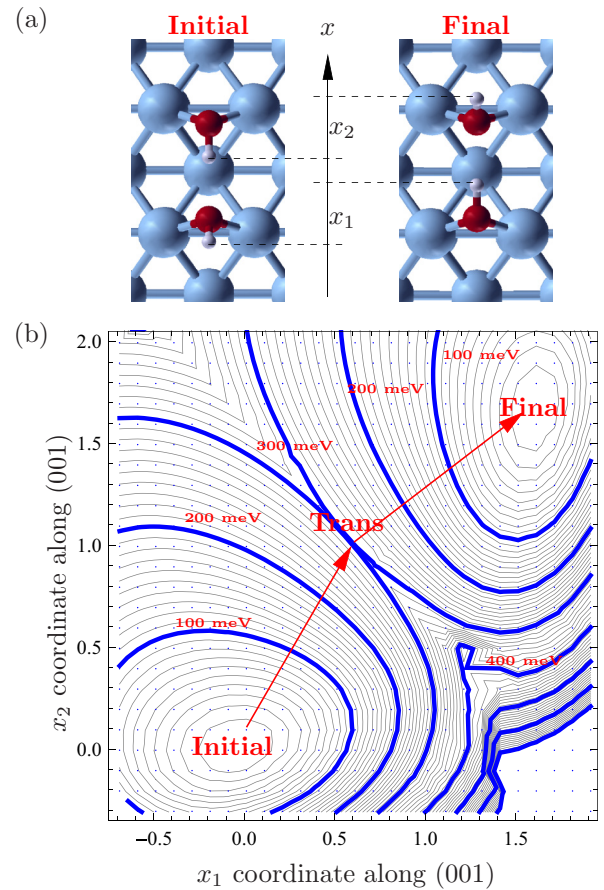 (a)
Initial
x
Final
x₂
x₁
(b)
2.0
1.5
1.0
0.5
0.0
100 meV
200 meV
Final
300 meV
Trans
200 meV
100 meV
400 meV
Initial
−0.5
0.0
0.5
1.0
1.5
x₂ coordinate along (001)
x₁ coordinate along (001)